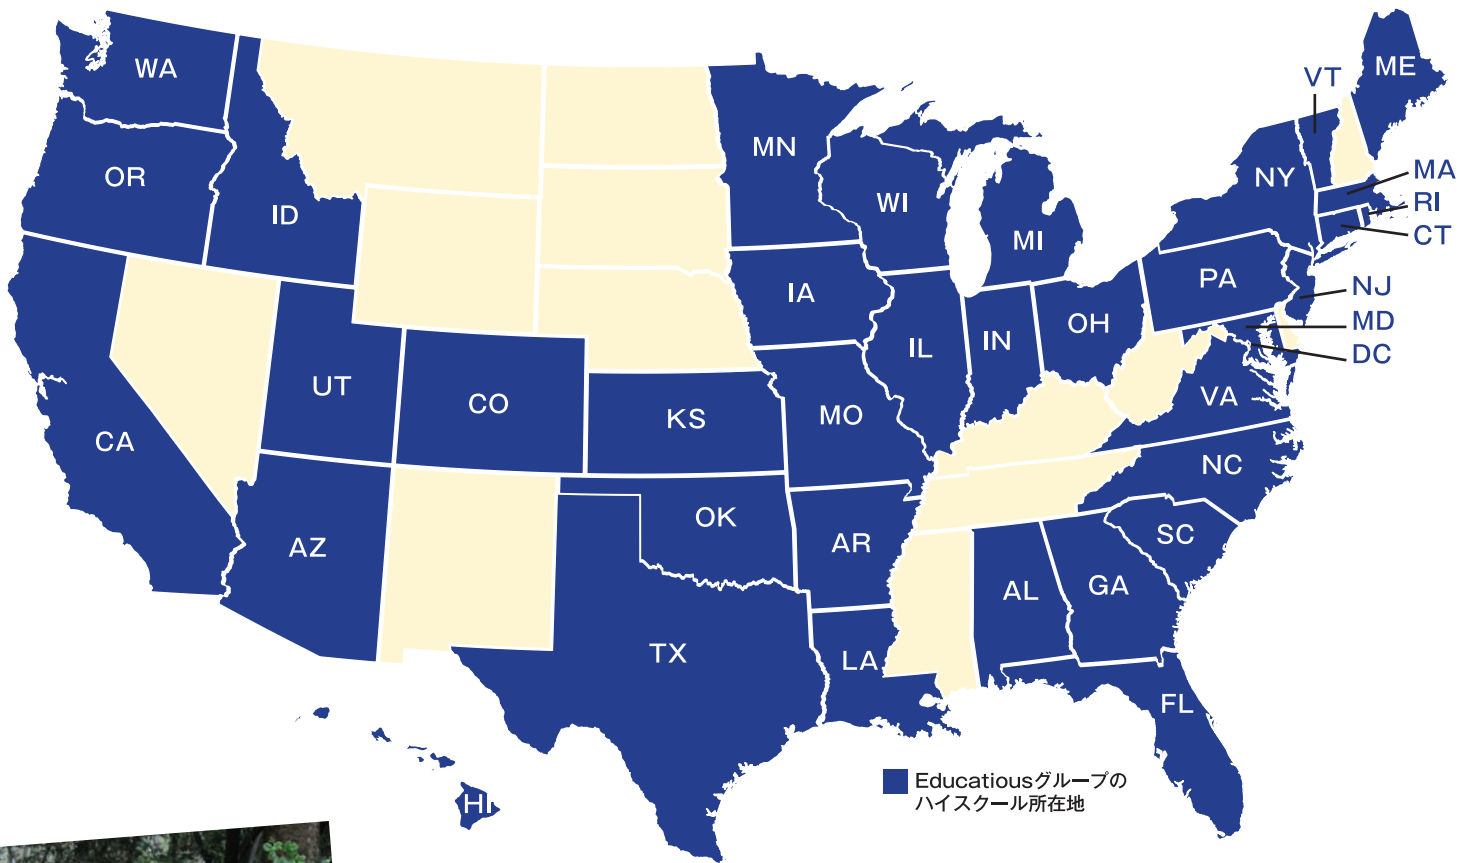 WA
OR
ID
CA
UT
AZ
CO
KS
OK
TX
MN
IA
MO
AR
LA
WI
IL
MI
IN
OH
AL
GA
FL
SC
NC
VA
PA
NY
VT
ME
MA
RI
CT
NJ
MD
DC
HI
Educatiousグループの
ハイスクール所在地